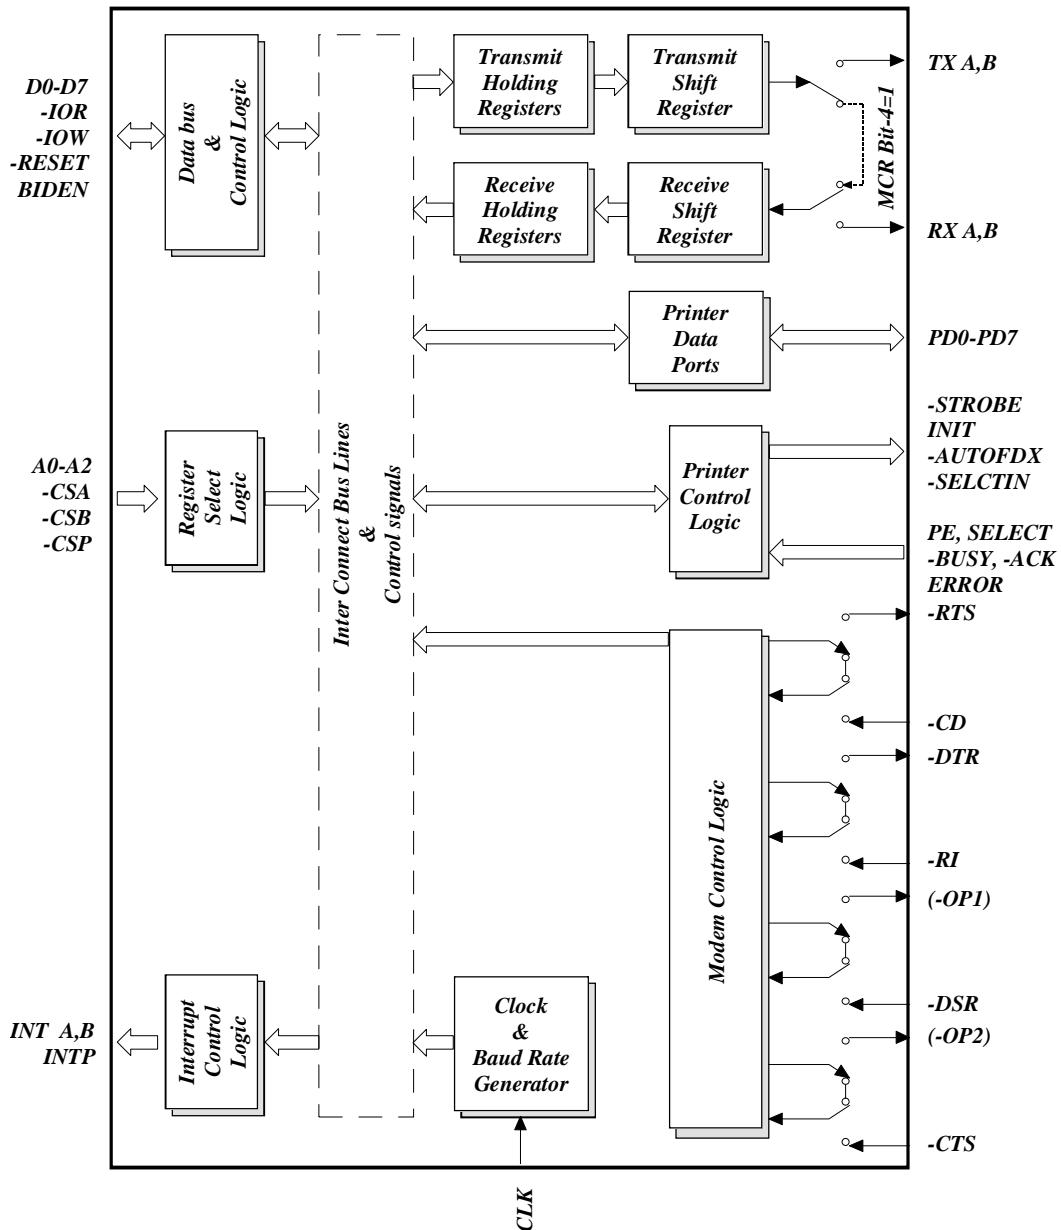 D0-D7
-IOR
-IOW
-RESET
BIDEN
Data bus
&
Control Logic
A0-A2
-CSA
-CSB
-CSP
Register
Select
Logic
INT A,B
INTP
Interrupt
Control
Logic
Inter Connect Bus Lines
&
Control signals
Transmit
Holding
Registers
Transmit
Shift
Register
Receive
Holding
Registers
Receive
Shift
Register
MCR Bit-4=1
TX A,B
RX A,B
Printer
Data
Ports
PD0-PD7
Printer
Control
Logic
-STROBE
INIT
-AUTOFDX
-SELCTIN
PE, SELECT
-BUSY, -ACK
ERROR
Modem Control Logic
-RTS
-CD
-DTR
-RI
(-OP1)
-DSR
(-OP2)
-CTS
Clock
&
Baud Rate
Generator
CLK